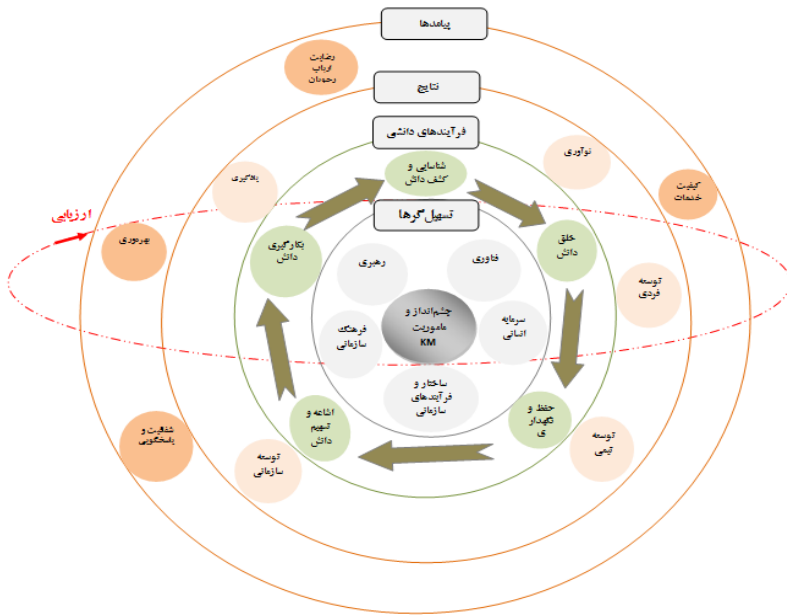 پیامدها
رضایت
ارباب
رجوعان
نتایج
فرآیندهای دانشی
نوآوری
شناسایی و
کشف دانش
یادگیری
کیفیت
خدمات
تسهیل‌گرها
ارزیابی
خلق
دانش
بکارگیری
دانش
بهره‌وری
رهبری
فناوری
توسعه
فردی
چشم‌انداز و
ماموریت
KM
سرمایه
انسانی
فرهنگ
سازمانی
ساختار و
فرآیندهای
سازمانی
حفظ و
نگهدار
ی
اشاعه و
تسهیم
دانش
شفافیت و
پاسخگویی
توسعه
تیمی
توسعه
سازمانی